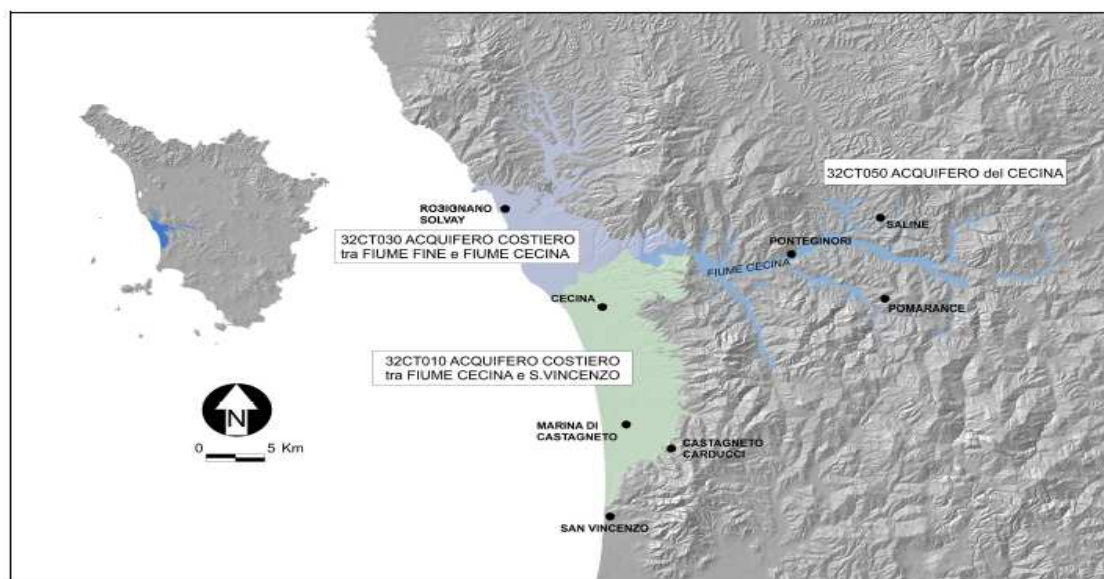 32CT050 ACQUIFERO del CECINA
ROSIGNANO
SOLVAY
SALINE
32CT030 ACQUIFERO COSTIERO
tra FIUME FINE e FIUME CECINA
PONTEGINORI
FIUME CECINA
CECINA
POMARANCE
32CT010 ACQUIFERO COSTIERO
tra FIUME CECINA e S.VINCENZO
N
0 5 Km
MARINA DI
CASTAGNETO
CASTAGNETO
CARDUCCI
SAN VINCENZO